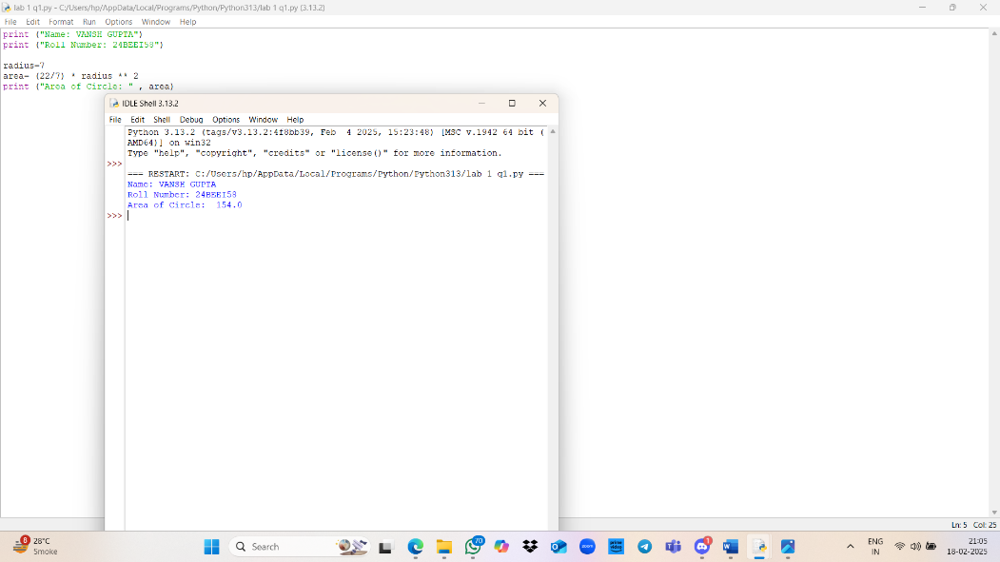 lab 1 q1.py - C:/Users/hp/AppData/Local/Programs/Python/Python313/lab 1 q1.py (3.13.2)
File Edit Format Run Options Window Help
print ("Name: VANSH GUPTA")
print ("Roll Number: 24BEEI58")
radius=7
area= (22/7) * radius ** 2
print ("Area of Circle: " , area)
IDLE Shell 3.13.2
File Edit Shell Debug Options Window Help
Python 3.13.2 (tags/v3.13.2:4f8bb39, Feb  4 2025, 15:23:48) [MSC v.1942 64 bit (
AMD64)] on win32
Type "help", "copyright", "credits" or "license()" for more information.
>>>
=== RESTART: C:/Users/hp/AppData/Local/Programs/Python/Python313/lab 1 q1.py ===
Name: VANSH GUPTA
Roll Number: 24BEEI58
Area of Circle:  154.0
>>>
Ln: 5 Col: 25
8 28°C
Smoke
Search
70
zoom
prime video
1
ENG
IN
21:05
18-02-2025